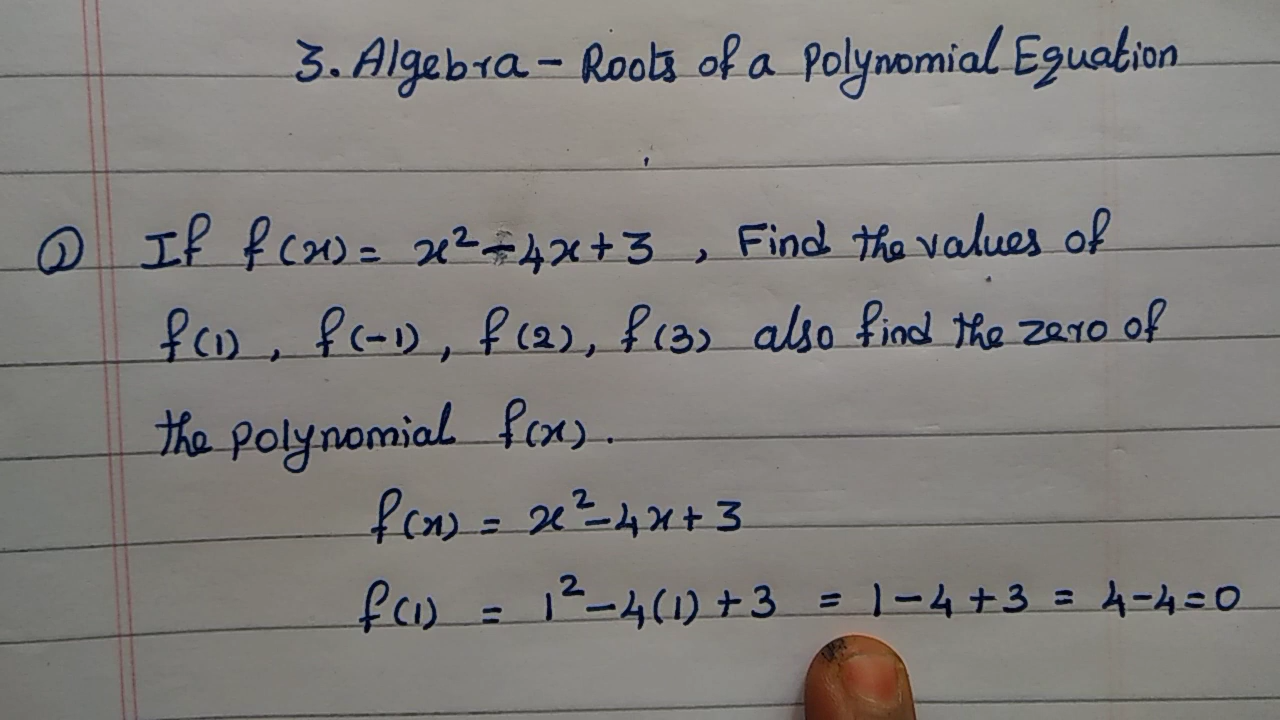 3. Algebra - Roots of a Polynomial Equation
① If f(x) = x² - 4x + 3 , Find the values of
f(1) , f(-1) , f(2), f(3) also find the zero of
the polynomial f(x).
f(x) = x² - 4x + 3
f(1) = 1² - 4(1) + 3 = 1 - 4 + 3 = 4 - 4 = 0